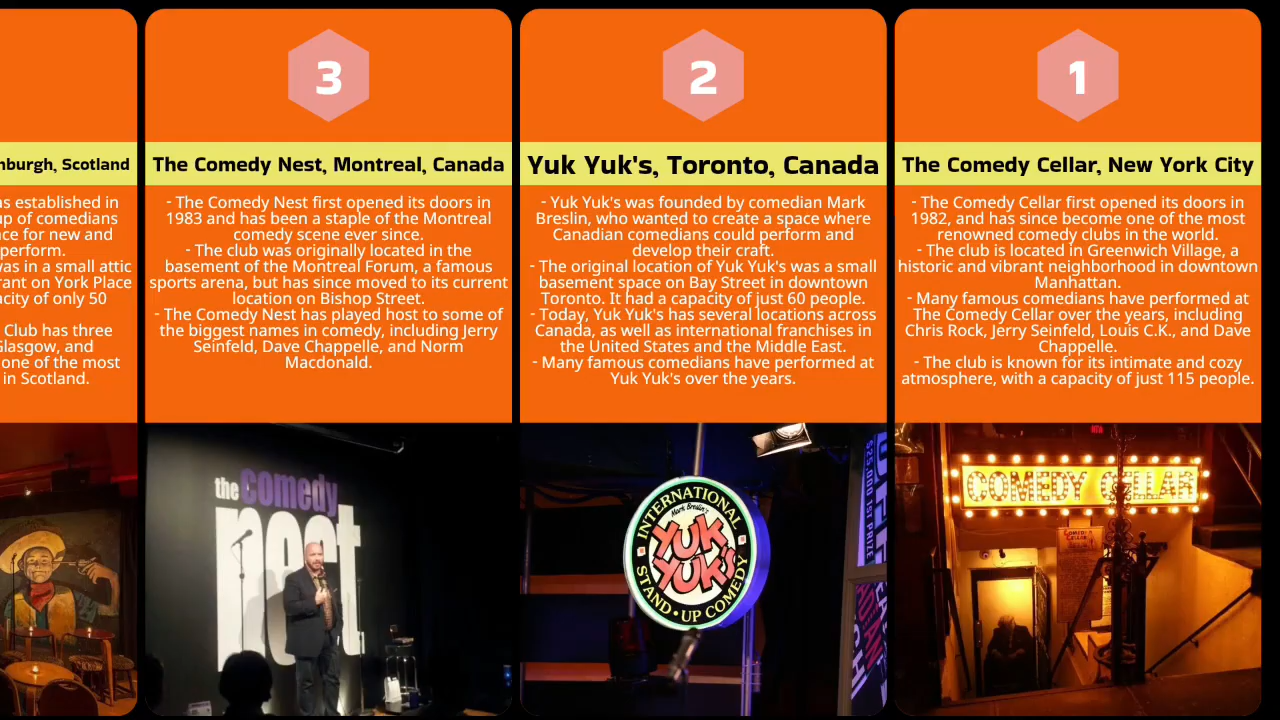 nburgh, Scotland
s established in
up of comedians
ce for new and
perform.
was in a small attic
rant on York Place
acity of only 50
Club has three
Glasgow, and
one of the most
in Scotland.
3
The Comedy Nest, Montreal, Canada
- The Comedy Nest first opened its doors in
1983 and has been a staple of the Montreal
comedy scene ever since.
- The club was originally located in the
basement of the Montreal Forum, a famous
sports arena, but has since moved to its current
location on Bishop Street.
- The Comedy Nest has played host to some of
the biggest names in comedy, including Jerry
Seinfeld, Dave Chappelle, and Norm
Macdonald.
the comedy
nest
2
Yuk Yuk's, Toronto, Canada
- Yuk Yuk's was founded by comedian Mark
Breslin, who wanted to create a space where
Canadian comedians could perform and
develop their craft.
- The original location of Yuk Yuk's was a small
basement space on Bay Street in downtown
Toronto. It had a capacity of just 60 people.
- Today, Yuk Yuk's has several locations across
Canada, as well as international franchises in
the United States and the Middle East.
- Many famous comedians have performed at
Yuk Yuk's over the years.
INTERNATIONAL
Mark Breslin's
YUK
YUK'S
STAND-UP COMEDY
$25,000 1ST PRIZE
1
The Comedy Cellar, New York City
- The Comedy Cellar first opened its doors in
1982, and has since become one of the most
renowned comedy clubs in the world.
- The club is located in Greenwich Village, a
historic and vibrant neighborhood in downtown
Manhattan.
- Many famous comedians have performed at
The Comedy Cellar over the years, including
Chris Rock, Jerry Seinfeld, Louis C.K., and Dave
Chappelle.
- The club is known for its intimate and cozy
atmosphere, with a capacity of just 115 people.
COMEDY CELLAR